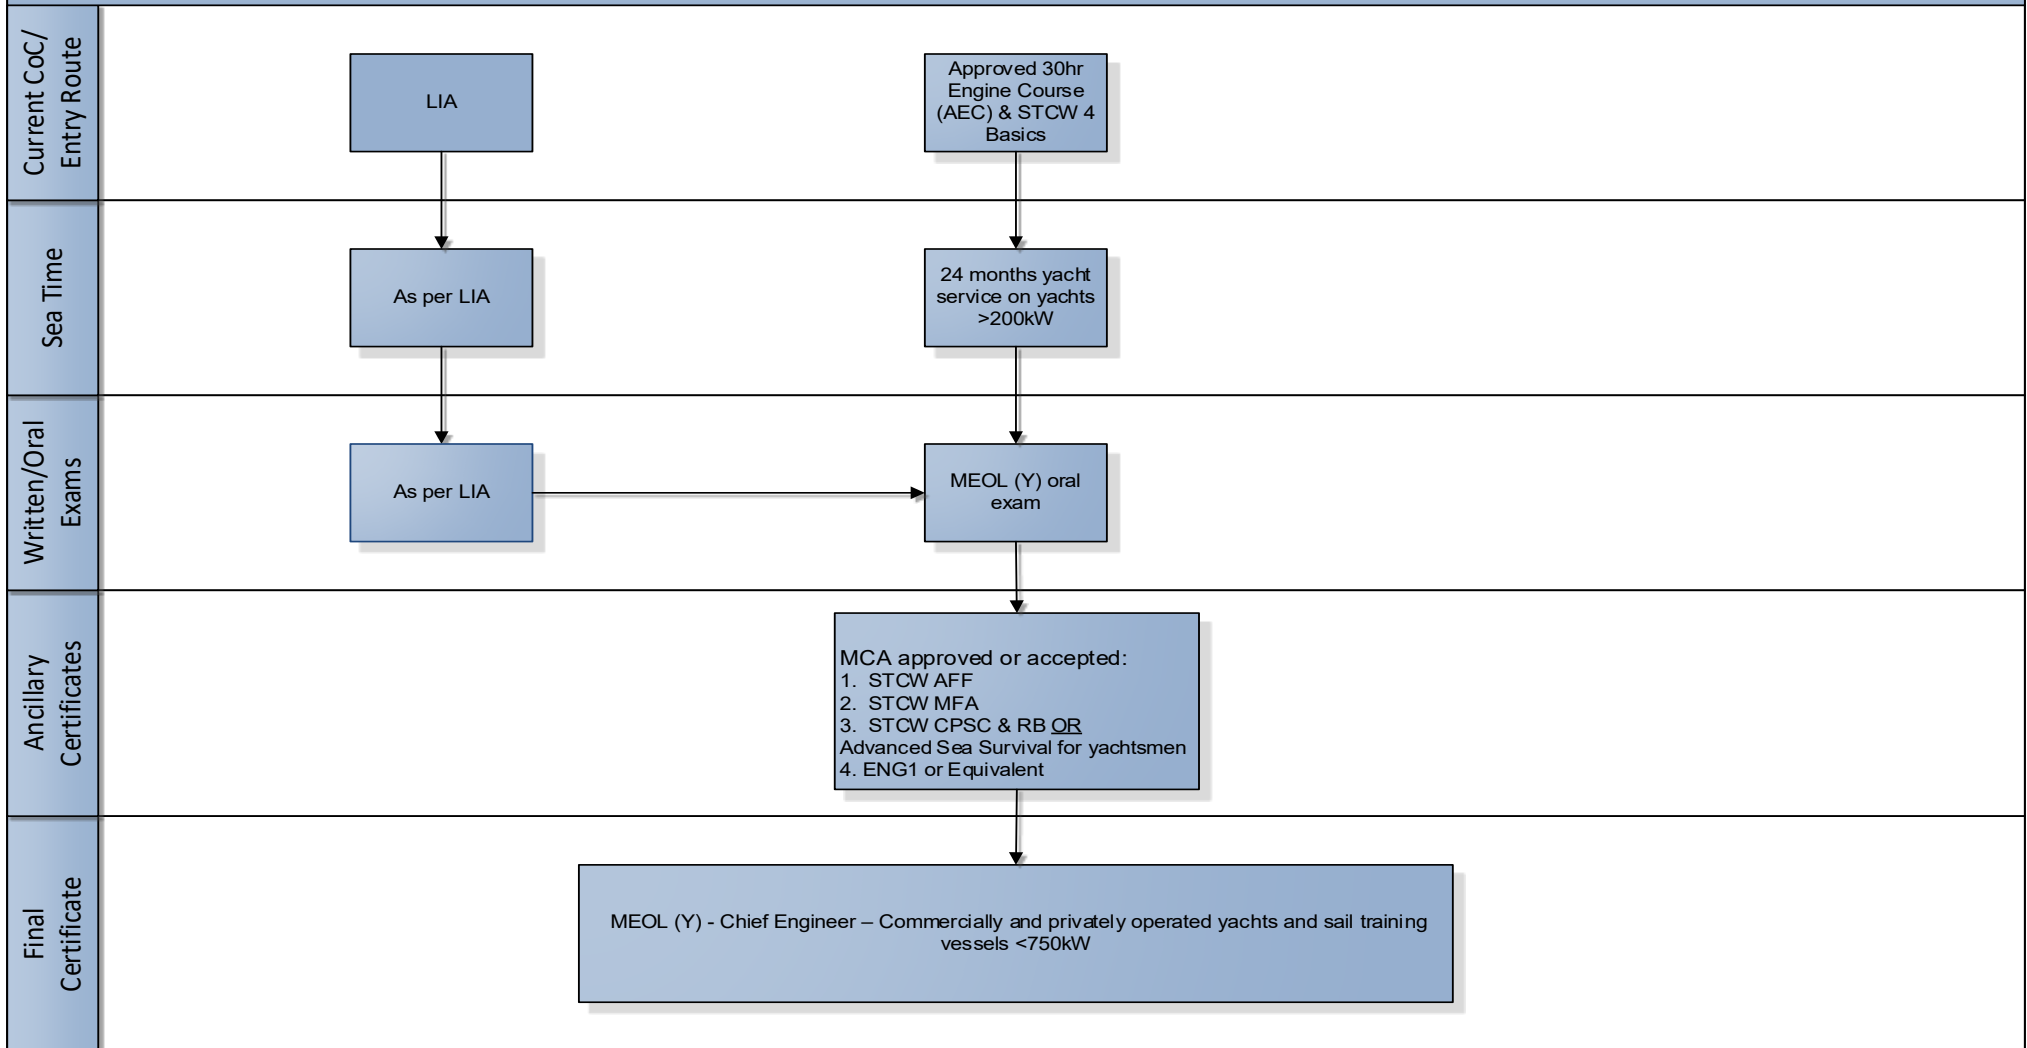 Current CoC/
Entry Route
LIA
Approved 30hr
Engine Course
(AEC) & STCW 4
Basics
Sea Time
As per LIA
24 months yacht
service on yachts
>200kW
Written/Oral
Exams
As per LIA
MEOL (Y) oral
exam
Ancillary
Certificates
MCA approved or accepted:
1. STCW AFF
2. STCW MFA
3. STCW CPSC & RB OR
Advanced Sea Survival for yachtsmen
4. ENG1 or Equivalent
Final
Certificate
MEOL (Y) - Chief Engineer – Commercially and privately operated yachts and sail training
vessels <750kW